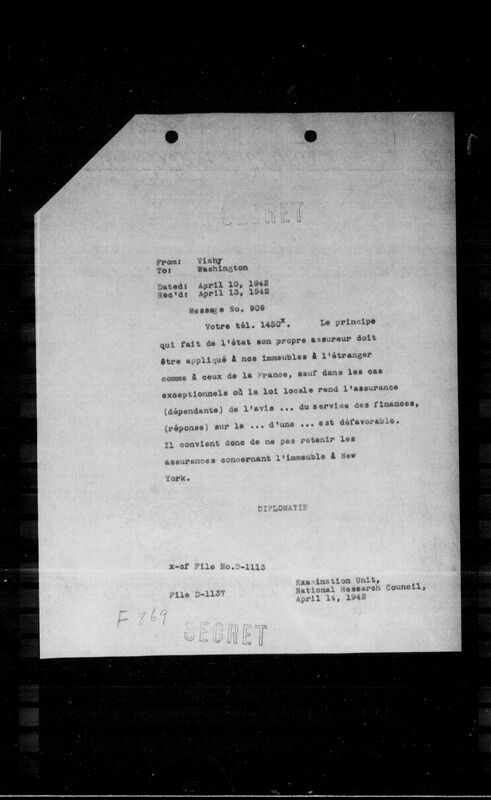 SECRET
From: Vichy
To: Washington
Dated: April 10, 1942
Rec'd: April 13, 1942
Message No. 909
Votre tél. 1450x. Le principe
qui fait de l'état son propre assureur doit
être appliqué à nos immeubles à l'étranger
comme à ceux de la France, sauf dans les cas
exceptionnels où la loi locale rend l'assurance
(dépendante) de l'avis ... du service des finances,
(réponse) sur le ... d'une ... est défavorable.
Il convient donc de ne pas retenir les
assurances concernant l'immeuble à New
York.
DIPLOMATIE
x-of File No.D-1113
Examination Unit,
National Research Council,
April 14, 1942
File D-1137
F 869
SECRET